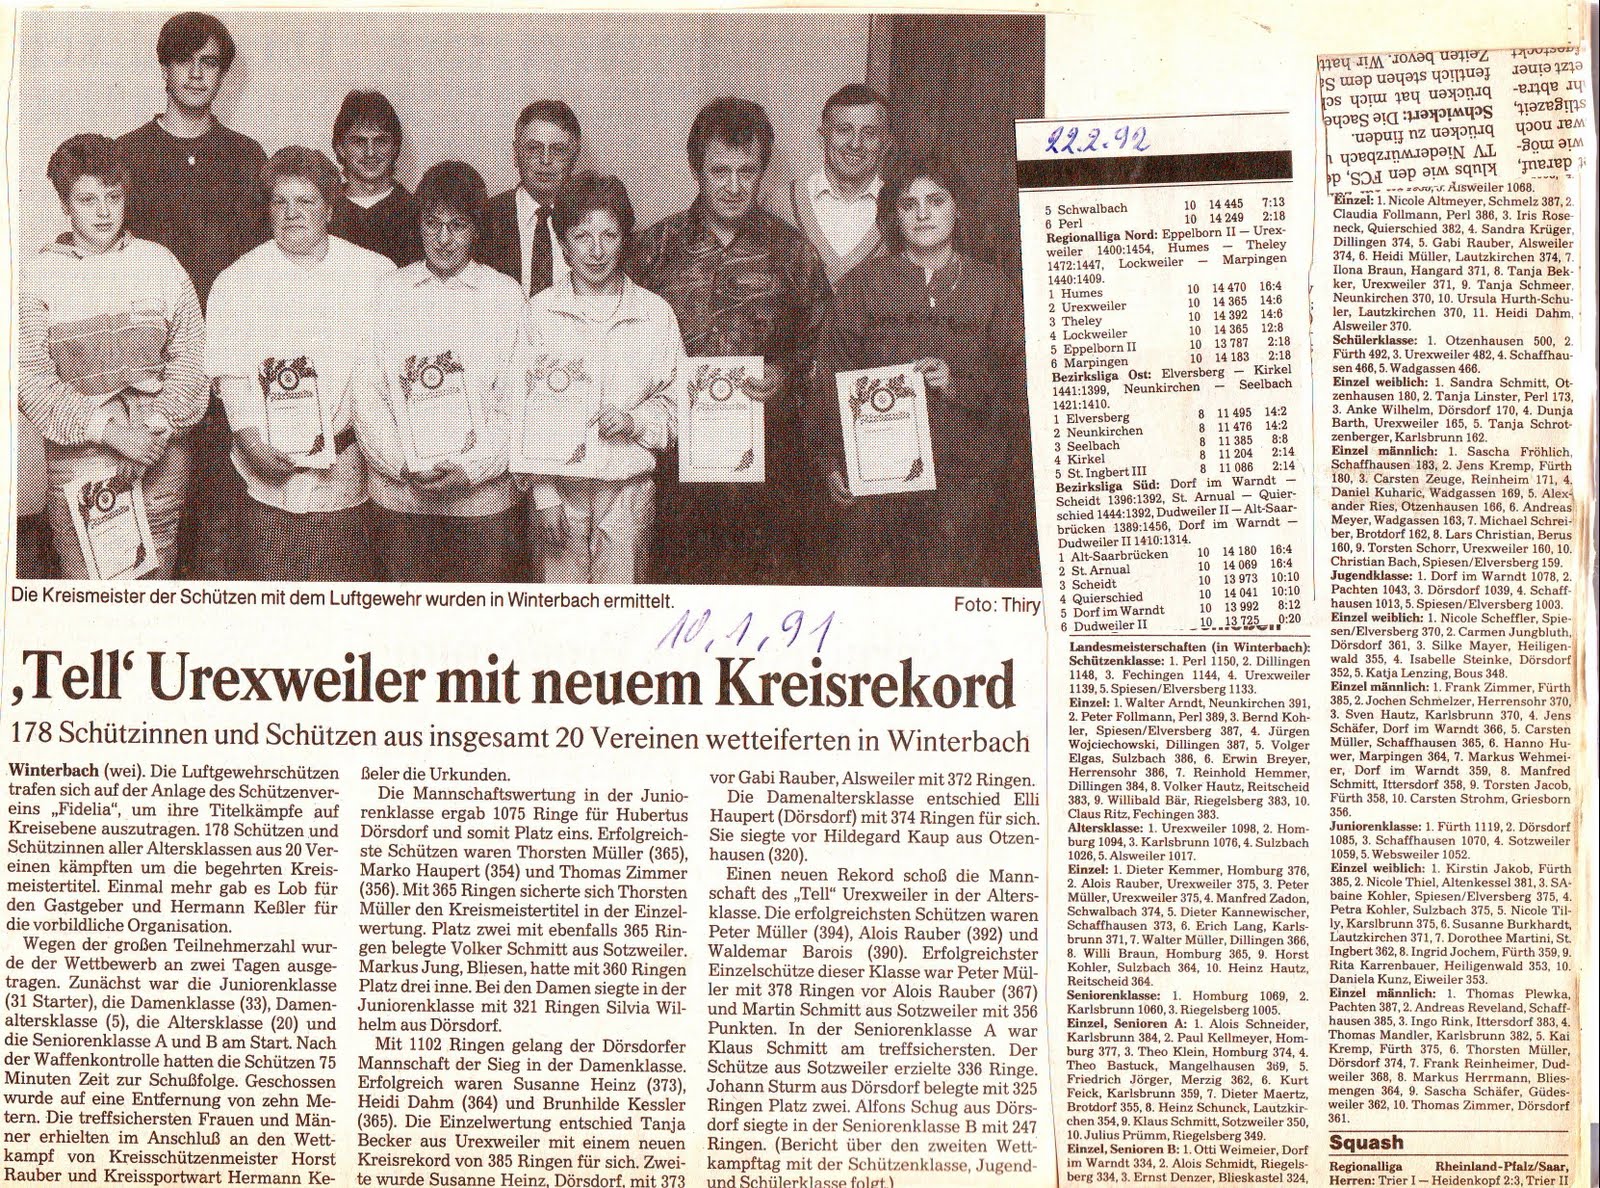 Die Kreismeister der Schützen mit dem Luftgewehr wurden in Winterbach ermittelt.
Foto: Thiry
10.1.91
‚Tell‘ Urexweiler mit neuem Kreisrekord
178 Schützinnen und Schützen aus insgesamt 20 Vereinen wetteiferten in Winterbach
Winterbach (wei). Die Luftgewehrschützen
trafen sich auf der Anlage des Schützenver-
eins „Fidelia“, um ihre Titelkämpfe auf
Kreisebene auszutragen. 178 Schützen und
Schützinnen aller Altersklassen aus 20 Ver-
einen kämpften um die begehrten Kreis-
meistertitel. Einmal mehr gab es Lob für
den Gastgeber und Hermann Keßler für
die vorbildliche Organisation.
Wegen der großen Teilnehmerzahl wur-
de der Wettbewerb an zwei Tagen ausge-
tragen. Zunächst war die Juniorenklasse
(31 Starter), die Damenklasse (33), Damen-
altersklasse (5), die Altersklasse (20) und
die Seniorenklasse A und B am Start. Nach
der Waffenkontrolle hatten die Schützen 75
Minuten Zeit zur Schußfolge. Geschossen
wurde auf eine Entfernung von zehn Me-
tern. Die treffsichersten Frauen und Män-
ner erhielten im Anschluß an den Wett-
kampf von Kreisschützenmeister Horst
Rauber und Kreissportwart Hermann Ke-
ßeler die Urkunden.
Die Mannschaftswertung in der Junio-
renklasse ergab 1075 Ringe für Hubertus
Dörsdorf und somit Platz eins. Erfolgreich-
ste Schützen waren Thorsten Müller (365),
Marko Haupert (354) und Thomas Zimmer
(356). Mit 365 Ringen sicherte sich Thorsten
Müller den Kreismeistertitel in der Einzel-
wertung. Platz zwei mit ebenfalls 365 Rin-
gen belegte Volker Schmitt aus Sotzweiler.
Markus Jung, Bliesen, hatte mit 360 Ringen
Platz drei inne. Bei den Damen siegte in der
Juniorenklasse mit 321 Ringen Silvia Wil-
helm aus Dörsdorf.
Mit 1102 Ringen gelang der Dörsdorfer
Mannschaft der Sieg in der Damenklasse.
Erfolgreich waren Susanne Heinz (373),
Heidi Dahm (364) und Brunhilde Kessler
(365). Die Einzelwertung entschied Tanja
Becker aus Urexweiler mit einem neuen
Kreisrekord von 385 Ringen für sich. Zwei-
te wurde Susanne Heinz, Dörsdorf, mit 373
vor Gabi Rauber, Alsweiler mit 372 Ringen.
Die Damenaltersklasse entschied Elli
Haupert (Dörsdorf) mit 374 Ringen für sich.
Sie siegte vor Hildegard Kaup aus Otzen-
hausen (320).
Einen neuen Rekord schoß die Mann-
schaft des „Tell“ Urexweiler in der Alters-
klasse. Die erfolgreichsten Schützen waren
Peter Müller (394), Alois Rauber (392) und
Waldemar Barois (390). Erfolgreichster
Einzelschütze dieser Klasse war Peter Mül-
ler mit 378 Ringen vor Alois Rauber (367)
und Martin Schmitt aus Sotzweiler mit 356
Punkten. In der Seniorenklasse A war
Klaus Schmitt am treffsichersten. Der
Schütze aus Sotzweiler erzielte 336 Ringe.
Johann Sturm aus Dörsdorf belegte mit 325
Ringen Platz zwei. Alfons Schug aus Dörs-
dorf siegte in der Seniorenklasse B mit 247
Ringen. (Bericht über den zweiten Wett-
kampftag mit der Schützenklasse, Jugend-
und Schülerklasse folgt.)
22.2.92
5 Schwalbach 10 14 445 7:13
6 Perl 10 14 249 2:18
Regionalliga Nord: Eppelborn II — Urex-
weiler 1400:1454, Humes — Theley
1472:1447, Lockweiler — Marpingen
1440:1409.
1 Humes 10 14 470 16:4
2 Urexweiler 10 14 365 14:6
3 Theley 10 14 392 14:6
4 Lockweiler 10 14 365 12:8
5 Eppelborn II 10 13 787 2:18
6 Marpingen 10 14 183 2:18
Bezirksliga Ost: Elversberg — Kirkel
1441:1399, Neunkirchen — Seelbach
1421:1410.
1 Elversberg 8 11 495 14:2
2 Neunkirchen 8 11 476 14:2
3 Seelbach 8 11 385 8:8
4 Kirkel 8 11 204 2:14
5 St. Ingbert III 8 11 086 2:14
Bezirksliga Süd: Dorf im Warndt —
Scheidt 1396:1392, St. Arnual — Quier-
schied 1444:1392, Dudweiler II — Alt-Saar-
brücken 1389:1456, Dorf im Warndt —
Dudweiler II 1410:1314.
1 Alt-Saarbrücken 10 14 180 16:4
2 St. Arnual 10 14 069 16:4
3 Scheidt 10 13 973 10:10
4 Quierschied 10 14 041 10:10
5 Dorf im Warndt 10 13 992 8:12
6 Dudweiler II 10 13 725 0:20
Landesmeisterschaften (in Winterbach):
Schützenklasse: 1. Perl 1150, 2. Dillingen
1148, 3. Fechingen 1144, 4. Urexweiler
1139, 5. Spiesen/Elversberg 1133.
Einzel: 1. Walter Arndt, Neunkirchen 391,
2. Peter Follmann, Perl 389, 3. Bernd Koh-
ler, Spiesen/Elversberg 387, 4. Jürgen
Wojciechowski, Dillingen 387, 5. Volger
Elgas, Sulzbach 386, 6. Erwin Breyer,
Herrensohr 386, 7. Reinhold Hemmer,
Dillingen 384, 8. Volker Hautz, Reitscheid
383, 9. Willibald Bär, Riegelsberg 383, 10.
Claus Ritz, Fechingen 383.
Altersklasse: 1. Urexweiler 1098, 2. Hom-
burg 1094, 3. Karlsbrunn 1076, 4. Sulzbach
1026, 5. Alsweiler 1017.
Einzel: 1. Dieter Kemmer, Homburg 376,
2. Alois Rauber, Urexweiler 375, 3. Peter
Müller, Urexweiler 375, 4. Manfred Zadon,
Schwalbach 374, 5. Dieter Kannewischer,
Schaffhausen 373, 6. Erich Lang, Karls-
brunn 371, 7. Walter Müller, Dillingen 366,
8. Willi Braun, Homburg 365, 9. Horst
Kohler, Sulzbach 364, 10. Heinz Hautz,
Reitscheid 364.
Seniorenklasse: 1. Homburg 1069, 2.
Karlsbrunn 1060, 3. Riegelsberg 1005.
Einzel, Senioren A: 1. Alois Schneider,
Karlsbrunn 384, 2. Paul Kellmeyer, Hom-
burg 377, 3. Theo Klein, Homburg 374, 4.
Theo Bastuck, Mangelhausen 369, 5.
Friedrich Jörger, Merzig 362, 6. Kurt
Feick, Karlsbrunn 359, 7. Dieter Maertz,
Brotdorf 355, 8. Heinz Schunck, Lautzkir-
chen 354, 9. Klaus Schmitt, Sotzweiler 350,
10. Julius Prümm, Riegelsberg 349.
Einzel, Senioren B: 1. Otti Weimeier, Dorf
im Warndt 334, 2. Alois Schmidt, Riegels-
berg 334, 3. Ernst Denzer, Blieskastel 324,
klubs wie den FCS,
TV Niederwürzbach
brücken zu finden.
Schwickert: Die Sache
brücken hat mich
fentlich stehen dem
Zeiten bevor. Wir
Alsweiler 1068.
Einzel: 1. Nicole Altmeyer, Schmelz 387, 2.
Claudia Follmann, Perl 386, 3. Iris Rose-
neck, Quierschied 382, 4. Sandra Krüger,
Dillingen 374, 5. Gabi Rauber, Alsweiler
374, 6. Heidi Müller, Lautzkirchen 374, 7.
Ilona Braun, Hangard 371, 8. Tanja Bek-
ker, Urexweiler 371, 9. Tanja Schmeer,
Neunkirchen 370, 10. Ursula Hurth-Schu-
ler, Lautzkirchen 370, 11. Heidi Dahm,
Alsweiler 370.
Schülerklasse: 1. Otzenhausen 500, 2.
Fürth 492, 3. Urexweiler 482, 4. Schaffhau-
sen 466, 5. Wadgassen 466.
Einzel weiblich: 1. Sandra Schmitt, Ot-
zenhausen 180, 2. Tanja Linster, Perl 173,
3. Anke Wilhelm, Dörsdorf 170, 4. Dunja
Barth, Urexweiler 165, 5. Tanja Schrot-
zenberger, Karlsbrunn 162.
Einzel männlich: 1. Sascha Fröhlich,
Schaffhausen 183, 2. Jens Kremp, Fürth
180, 3. Carsten Zeuge, Reinheim 171, 4.
Daniel Kuharic, Wadgassen 169, 5. Alex-
ander Ries, Otzenhausen 166, 6. Andreas
Meyer, Wadgassen 163, 7. Michael Schrei-
ber, Brotdorf 162, 8. Lars Christian, Berus
160, 9. Torsten Schorr, Urexweiler 160, 10.
Christian Bach, Spiesen/Elversberg 159.
Jugendklasse: 1. Dorf im Warndt 1078, 2.
Pachten 1043, 3. Dörsdorf 1039, 4. Schaff-
hausen 1013, 5. Spiesen/Elversberg 1003.
Einzel weiblich: 1. Nicole Scheffler, Spie-
sen/Elversberg 370, 2. Carmen Jungbluth,
Dörsdorf 361, 3. Silke Mayer, Heiligen-
wald 355, 4. Isabelle Steinke, Dörsdorf
352, 5. Katja Lenzing, Bous 348.
Einzel männlich: 1. Frank Zimmer, Fürth
385, 2. Jochen Schmelzer, Herrensohr 370,
3. Sven Hautz, Karlsbrunn 370, 4. Jens
Schäfer, Dorf im Warndt 366, 5. Carsten
Müller, Schaffhausen 365, 6. Hanno Hu-
wer, Marpingen 364, 7. Markus Wehmei-
er, Dorf im Warndt 359, 8. Manfred
Schmitt, Ittersdorf 358, 9. Torsten Jacob,
Fürth 358, 10. Carsten Strohm, Griesborn
356.
Juniorenklasse: 1. Fürth 1119, 2. Dörsdorf
1085, 3. Schaffhausen 1070, 4. Sotzweiler
1059, 5. Websweiler 1052.
Einzel weiblich: 1. Kirstin Jakob, Fürth
385, 2. Nicole Thiel, Altenkessel 381, 3. SA-
baine Kohler, Spiesen/Elversberg 375, 4.
Petra Kohler, Sulzbach 375, 5. Nicole Til-
ly, Karslbrunn 375, 6. Susanne Burkhardt,
Lautzkirchen 371, 7. Dorothee Martini, St.
Ingbert 362, 8. Ingrid Jochem, Fürth 359, 9.
Rita Karrenbauer, Heiligenwald 353, 10.
Daniela Kunz, Eiweiler 353.
Einzel männlich: 1. Thomas Plewka,
Pachten 387, 2. Andreas Reveland, Schaff-
hausen 385, 3. Ingo Rink, Ittersdorf 383, 4.
Thomas Mandler, Karlsbrunn 382, 5. Kai
Kremp, Fürth 375, 6. Thorsten Müller,
Dörsdorf 374, 7. Frank Reinheimer, Dud-
weiler 368, 8. Markus Herrmann, Blies-
mengen 364, 9. Sascha Schäfer, Güdes-
weiler 362, 10. Thomas Zimmer, Dörsdorf
361.
Squash
Regionalliga Rheinland-Pfalz/Saar,
Herren: Trier I — Heidenkopf 2:3, Trier II